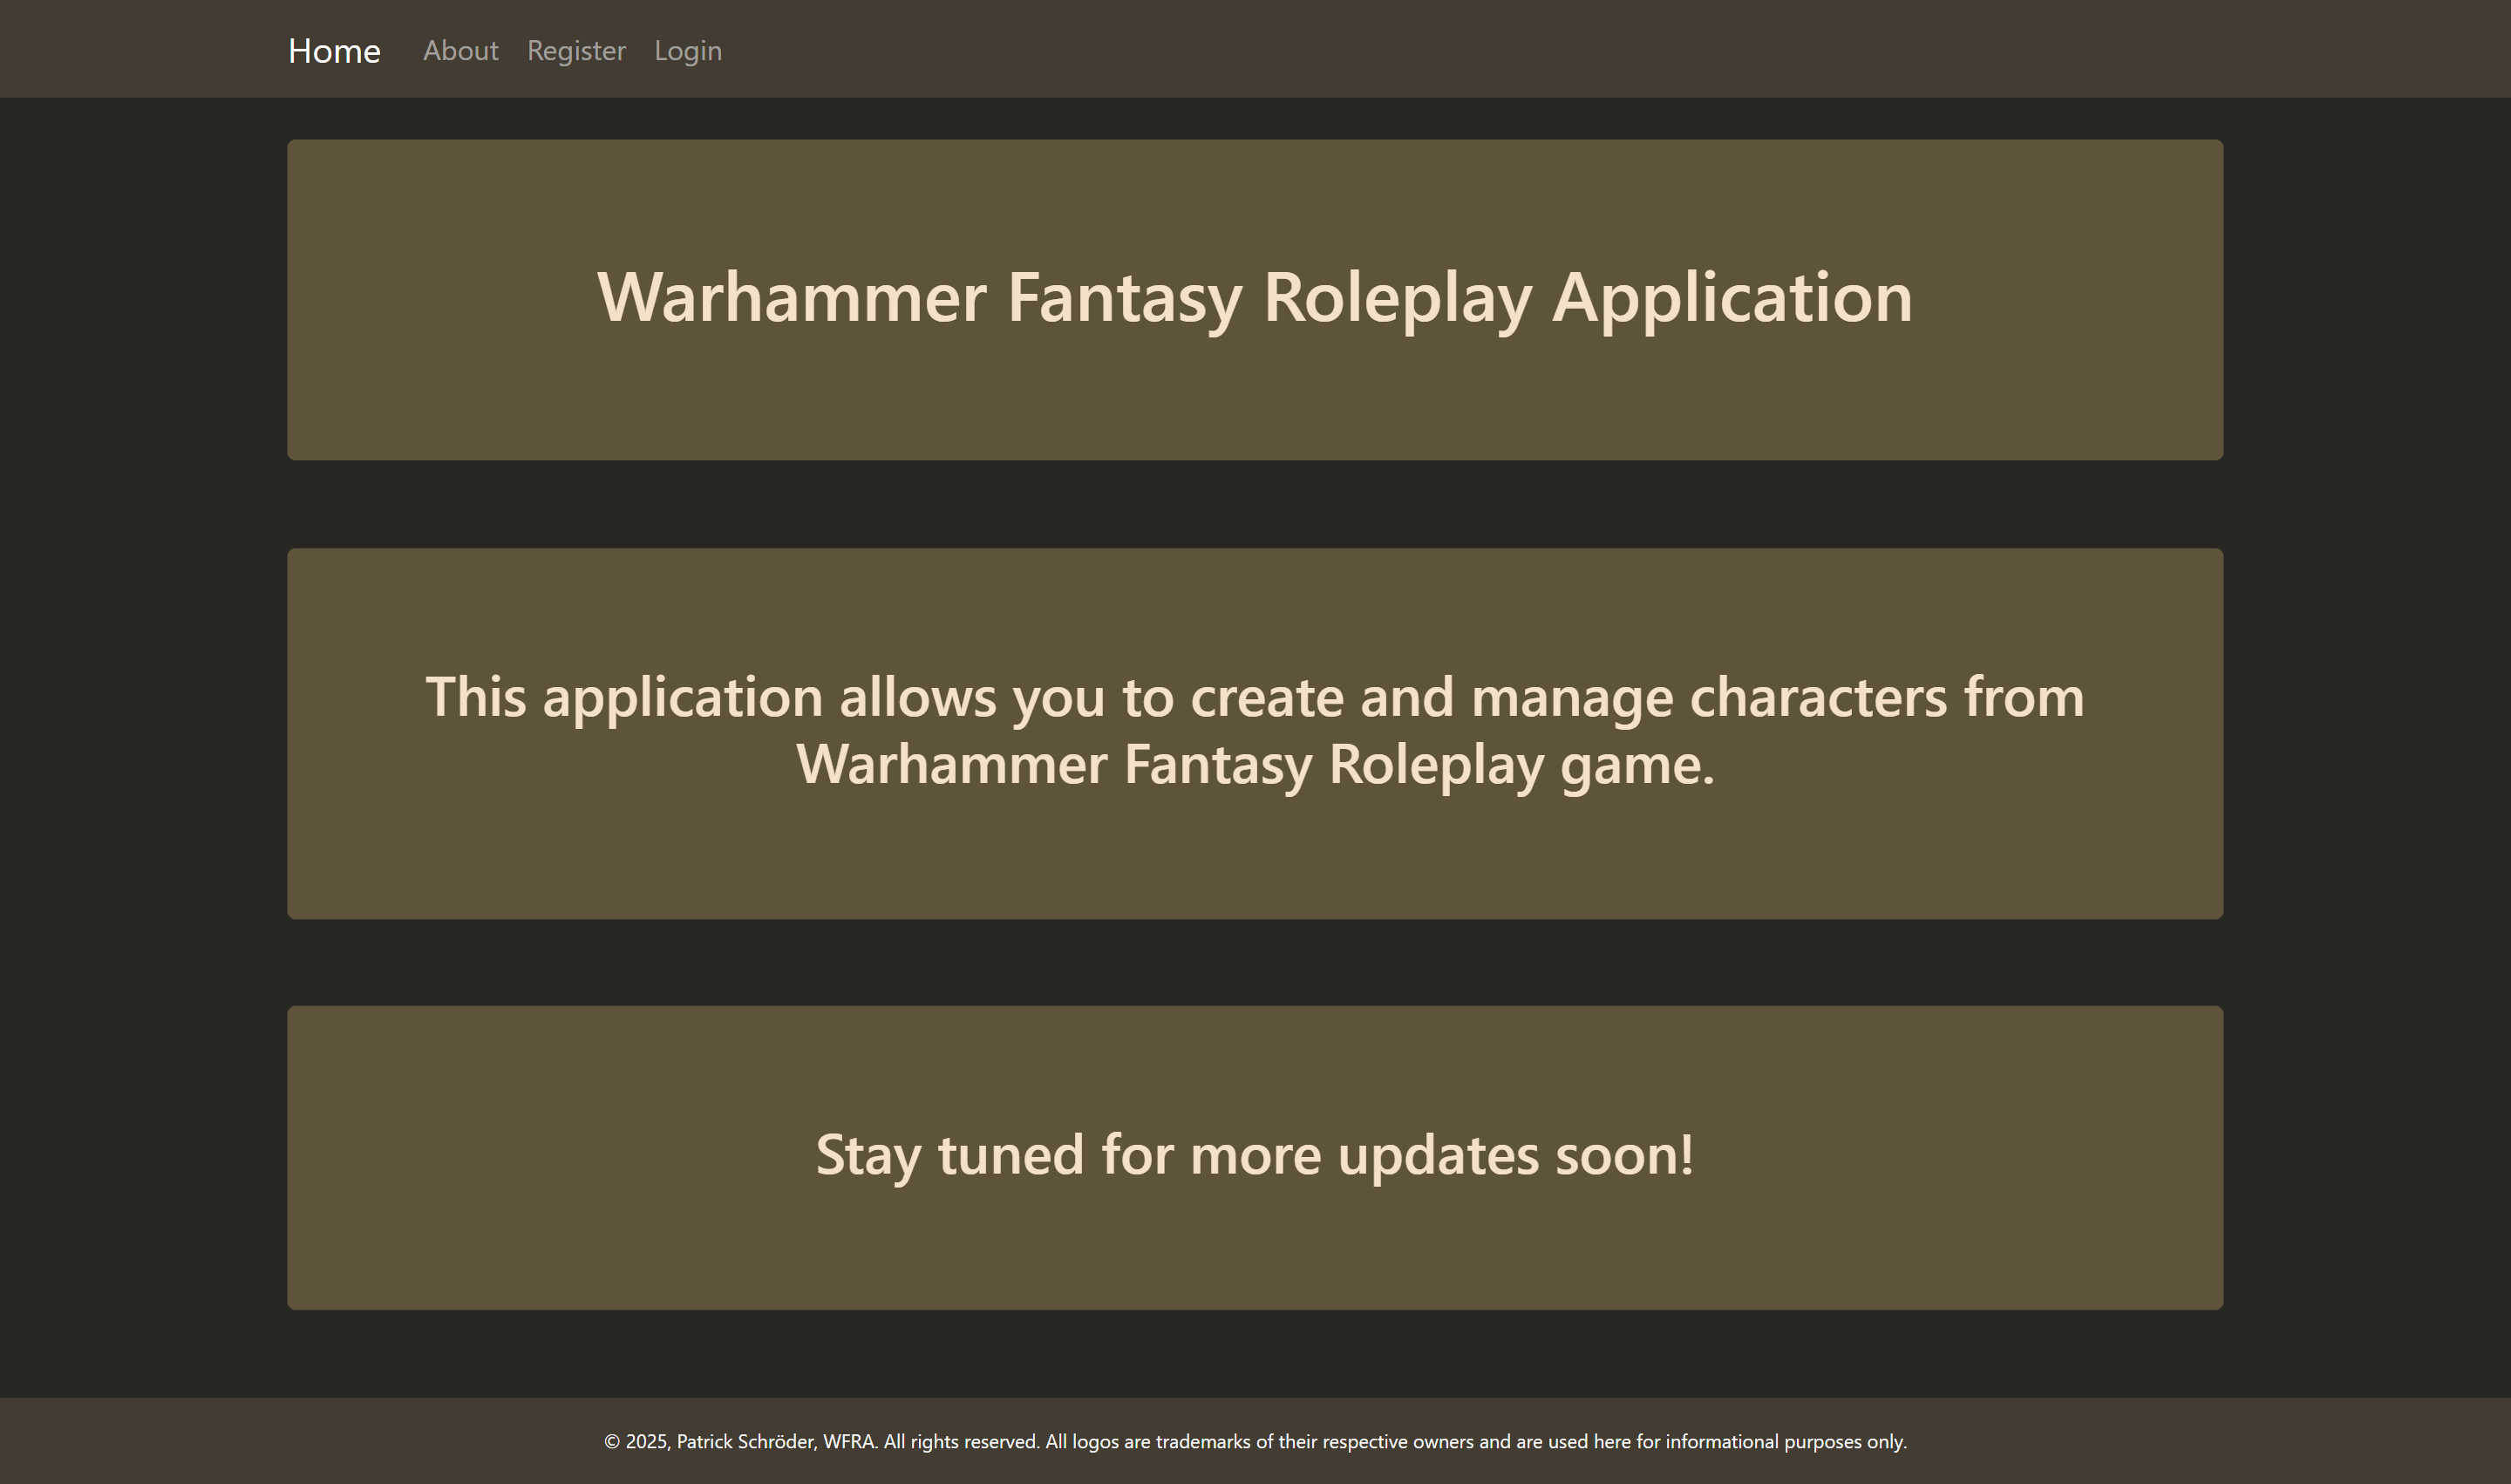 Home About Register Login
Warhammer Fantasy Roleplay Application
This application allows you to create and manage characters from
Warhammer Fantasy Roleplay game.
Stay tuned for more updates soon!
© 2025, Patrick Schröder, WFRA. All rights reserved. All logos are trademarks of their respective owners and are used here for informational purposes only.